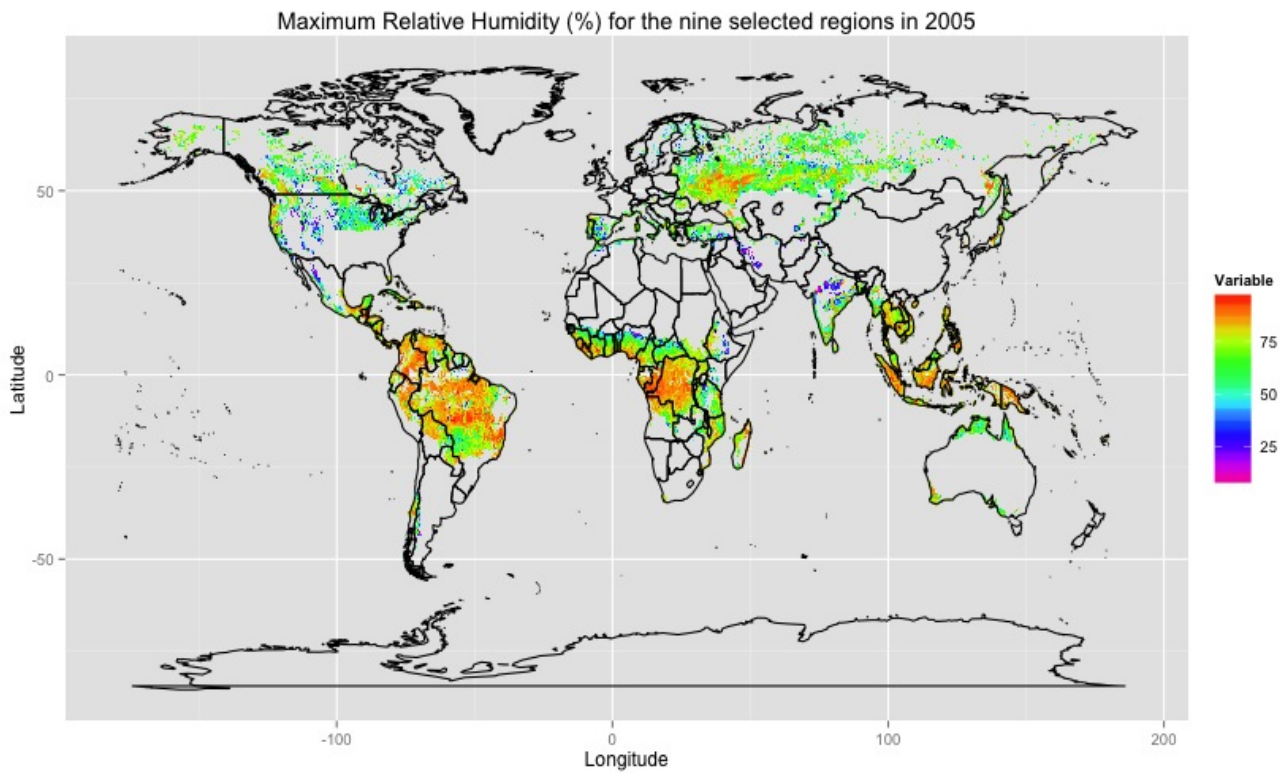 Maximum Relative Humidity (%) for the nine selected regions in 2005
50
0
-50
Latitude
-100
0
100
200
Longitude
Variable
75
50
25